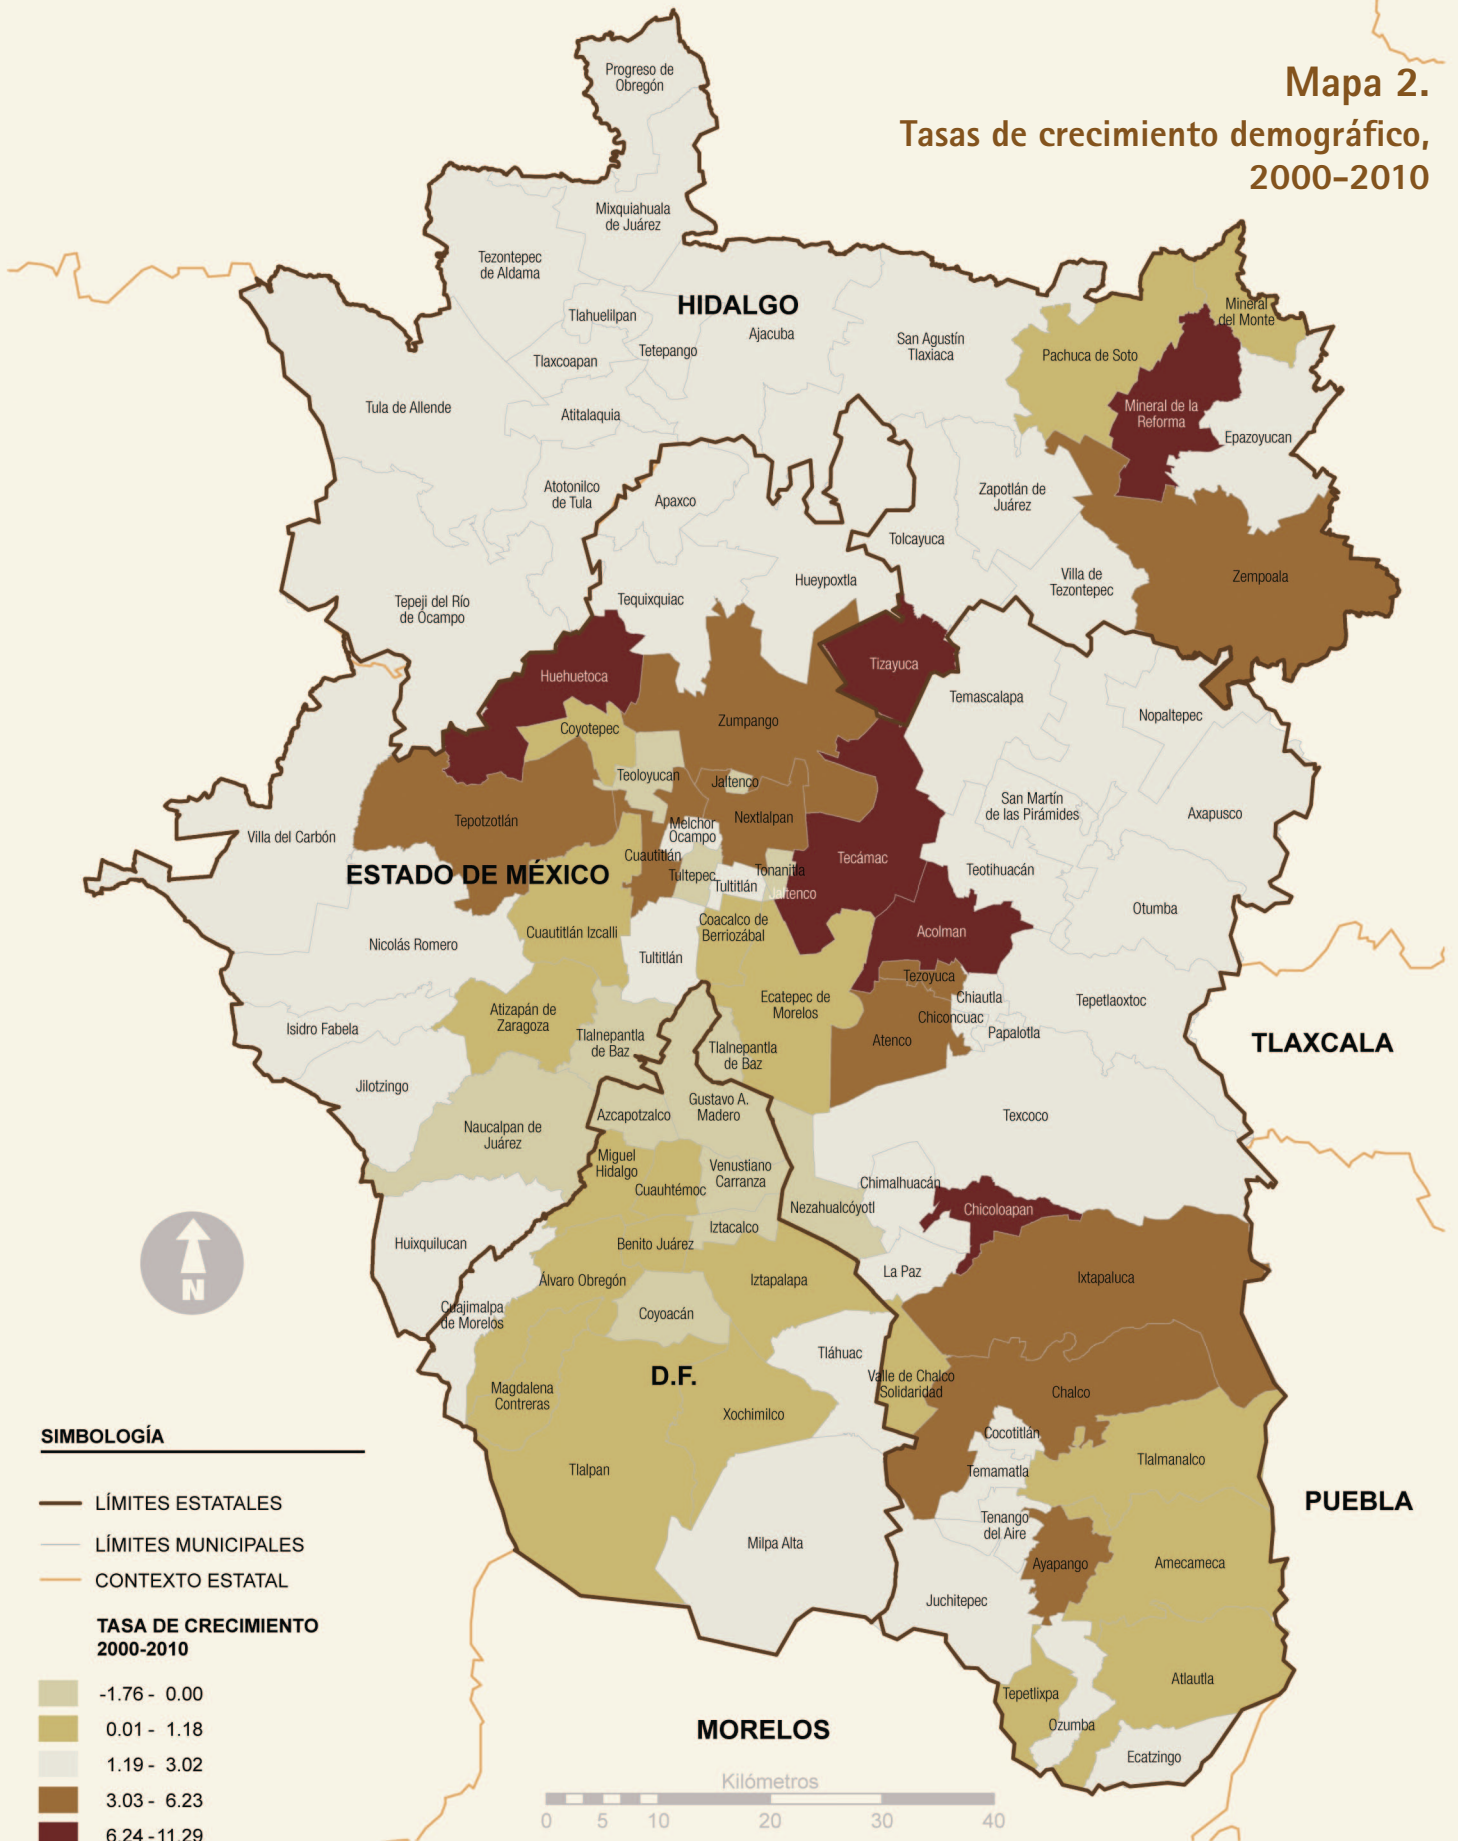 Mapa 2.
Tasas de crecimiento demográfico,
2000-2010
Progreso de
Obregón
Mixquiahuala
de Juárez
Tezontepec
de Aldama
Tlahuelilpan
HIDALGO
Ajacuba
San Agustín
Tlaxiaca
Mineral
del Monte
Pachuca de Soto
Tlaxcoapan
Tetepango
Tula de Allende
Atitalaquia
Mineral de la
Reforma
Epazoyucan
Atotonilco
de Tula
Apaxco
Zapotlán de
Juárez
Tolcayuca
Hueypoxtla
Villa de
Tezontepec
Zempoala
Tepeji del Río
de Ocampo
Tequixquiac
Tizayuca
Huehuetoca
Temascalapa
Nopaltepec
Coyotepec
Zumpango
Teoloyucan
Jaltenco
San Martín
de las Pirámides
Axapusco
Tepotzotlán
Nextlalpan
Melchor
Ocampo
Villa del Carbón
Cuautitlán
Tecámac
Teotihuacán
ESTADO DE MÉXICO
Tultepec
Tonanitla
Tultitlán
Jaltenco
Otumba
Coacalco de
Berriozábal
Cuautitlán Izcalli
Acolman
Nicolás Romero
Tultitlán
Tezoyuca
Chiautla
Tepetlaoxtoc
Ecatepec de
Morelos
Chiconcuac
Papalotla
Atizapán de
Zaragoza
Isidro Fabela
Tlalnepantla
de Baz
Tlalnepantla
de Baz
Atenco
TLAXCALA
Jilotzingo
Gustavo A.
Madero
Azcapotzalco
Texcoco
Naucalpan de
Juárez
Miguel
Hidalgo
Venustiano
Carranza
Cuauhtémoc
Chimalhuacán
Nezahualcóyotl
Chicoloapan
Iztacalco
Huixquilucan
Benito Juárez
La Paz
Ixtapaluca
Álvaro Obregón
Iztapalapa
Cuajimalpa
de Morelos
Coyoacán
Tláhuac
D.F.
Valle de Chalco
Solidaridad
Chalco
Magdalena
Contreras
Xochimilco
Cocotitlán
Tlalmanalco
Tlalpan
Temamatla
PUEBLA
Tenango
del Aire
Milpa Alta
Ayapango
Amecameca
Juchitepec
Atlautla
Tepetlixpa
Ozumba
Ecatzingo
MORELOS
N
SIMBOLOGÍA
LÍMITES ESTATALES
LÍMITES MUNICIPALES
CONTEXTO ESTATAL
TASA DE CRECIMIENTO
2000-2010
-1.76 - 0.00
0.01 - 1.18
1.19 - 3.02
3.03 - 6.23
6.24 - 11.29
Kilómetros
0 5 10 20 30 40